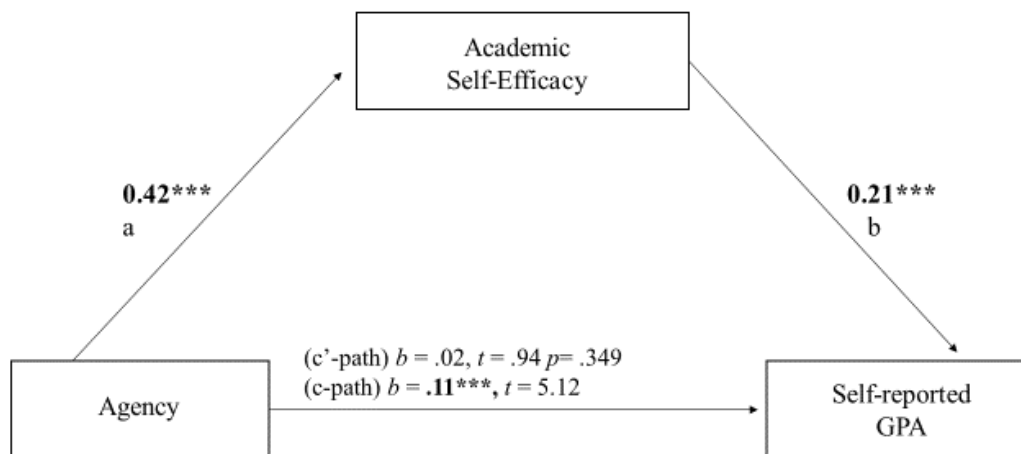 Academic
Self-Efficacy
0.42***
a
0.21***
b
(c’-path) b = .02, t = .94 p= .349
(c-path) b = .11***, t = 5.12
Agency
Self-reported
GPA